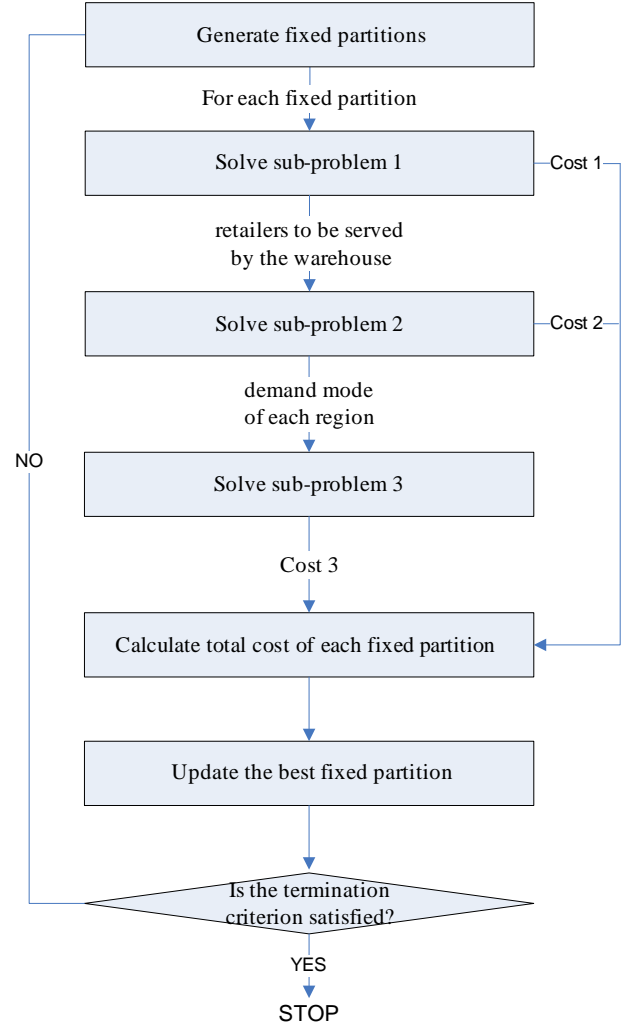 Generate fixed partitions
For each fixed partition
Solve sub-problem 1
Cost 1
retailers to be served
by the warehouse
Solve sub-problem 2
Cost 2
demand mode
of each region
NO
Solve sub-problem 3
Cost 3
Calculate total cost of each fixed partition
Update the best fixed partition
Is the termination
criterion satisfied?
YES
STOP